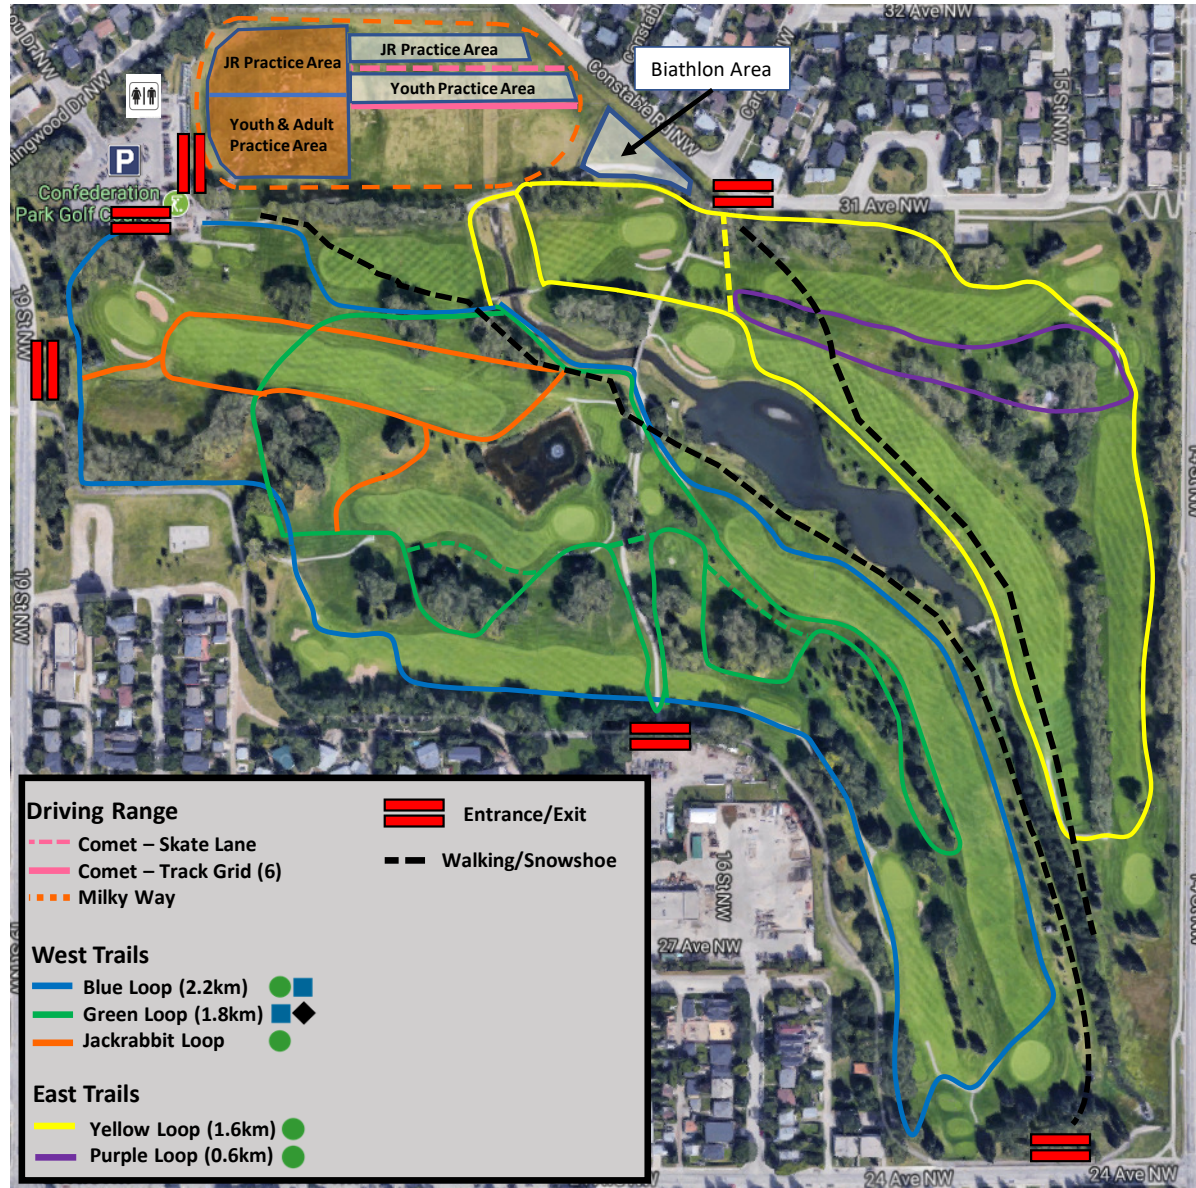 32 Ave NW
Constable
JR Practice Area
JR Practice Area
Youth Practice Area
Youth & Adult
Practice Area
Biathlon Area
Constable Rd NW
15 St NW
P
Confederation
Park Golf Course
31 Ave NW
19 St NW
19 St NW
16 St NW
27 Ave NW
24 Ave NW
24 Ave NW
Driving Range
Comet – Skate Lane
Comet – Track Grid (6)
Milky Way
Entrance/Exit
Walking/Snowshoe
West Trails
Blue Loop (2.2km)
Green Loop (1.8km)
Jackrabbit Loop
East Trails
Yellow Loop (1.6km)
Purple Loop (0.6km)